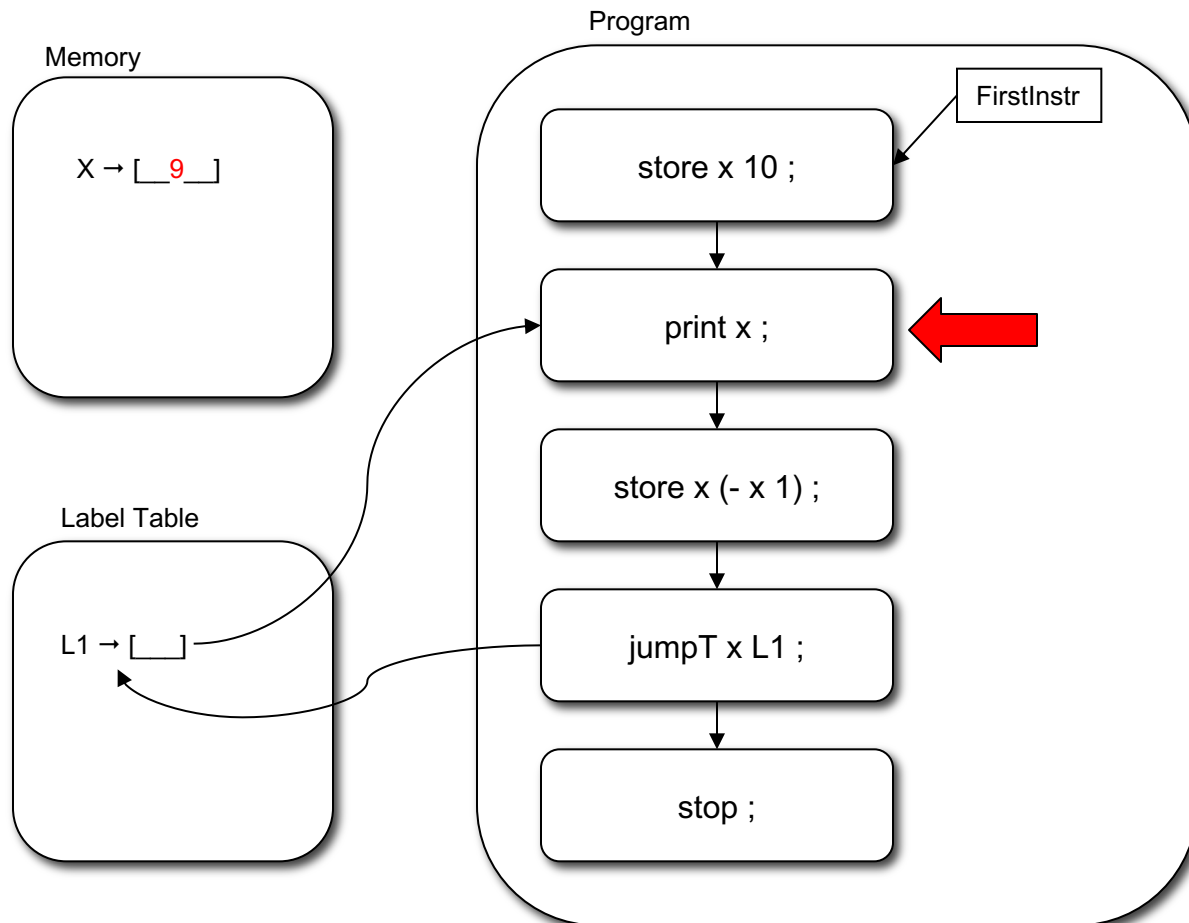 Program
Memory
FirstInstr
store x 10 ;
X → [__9__]
print x ;
store x (- x 1) ;
Label Table
L1 → [___]
jumpT x L1 ;
stop ;